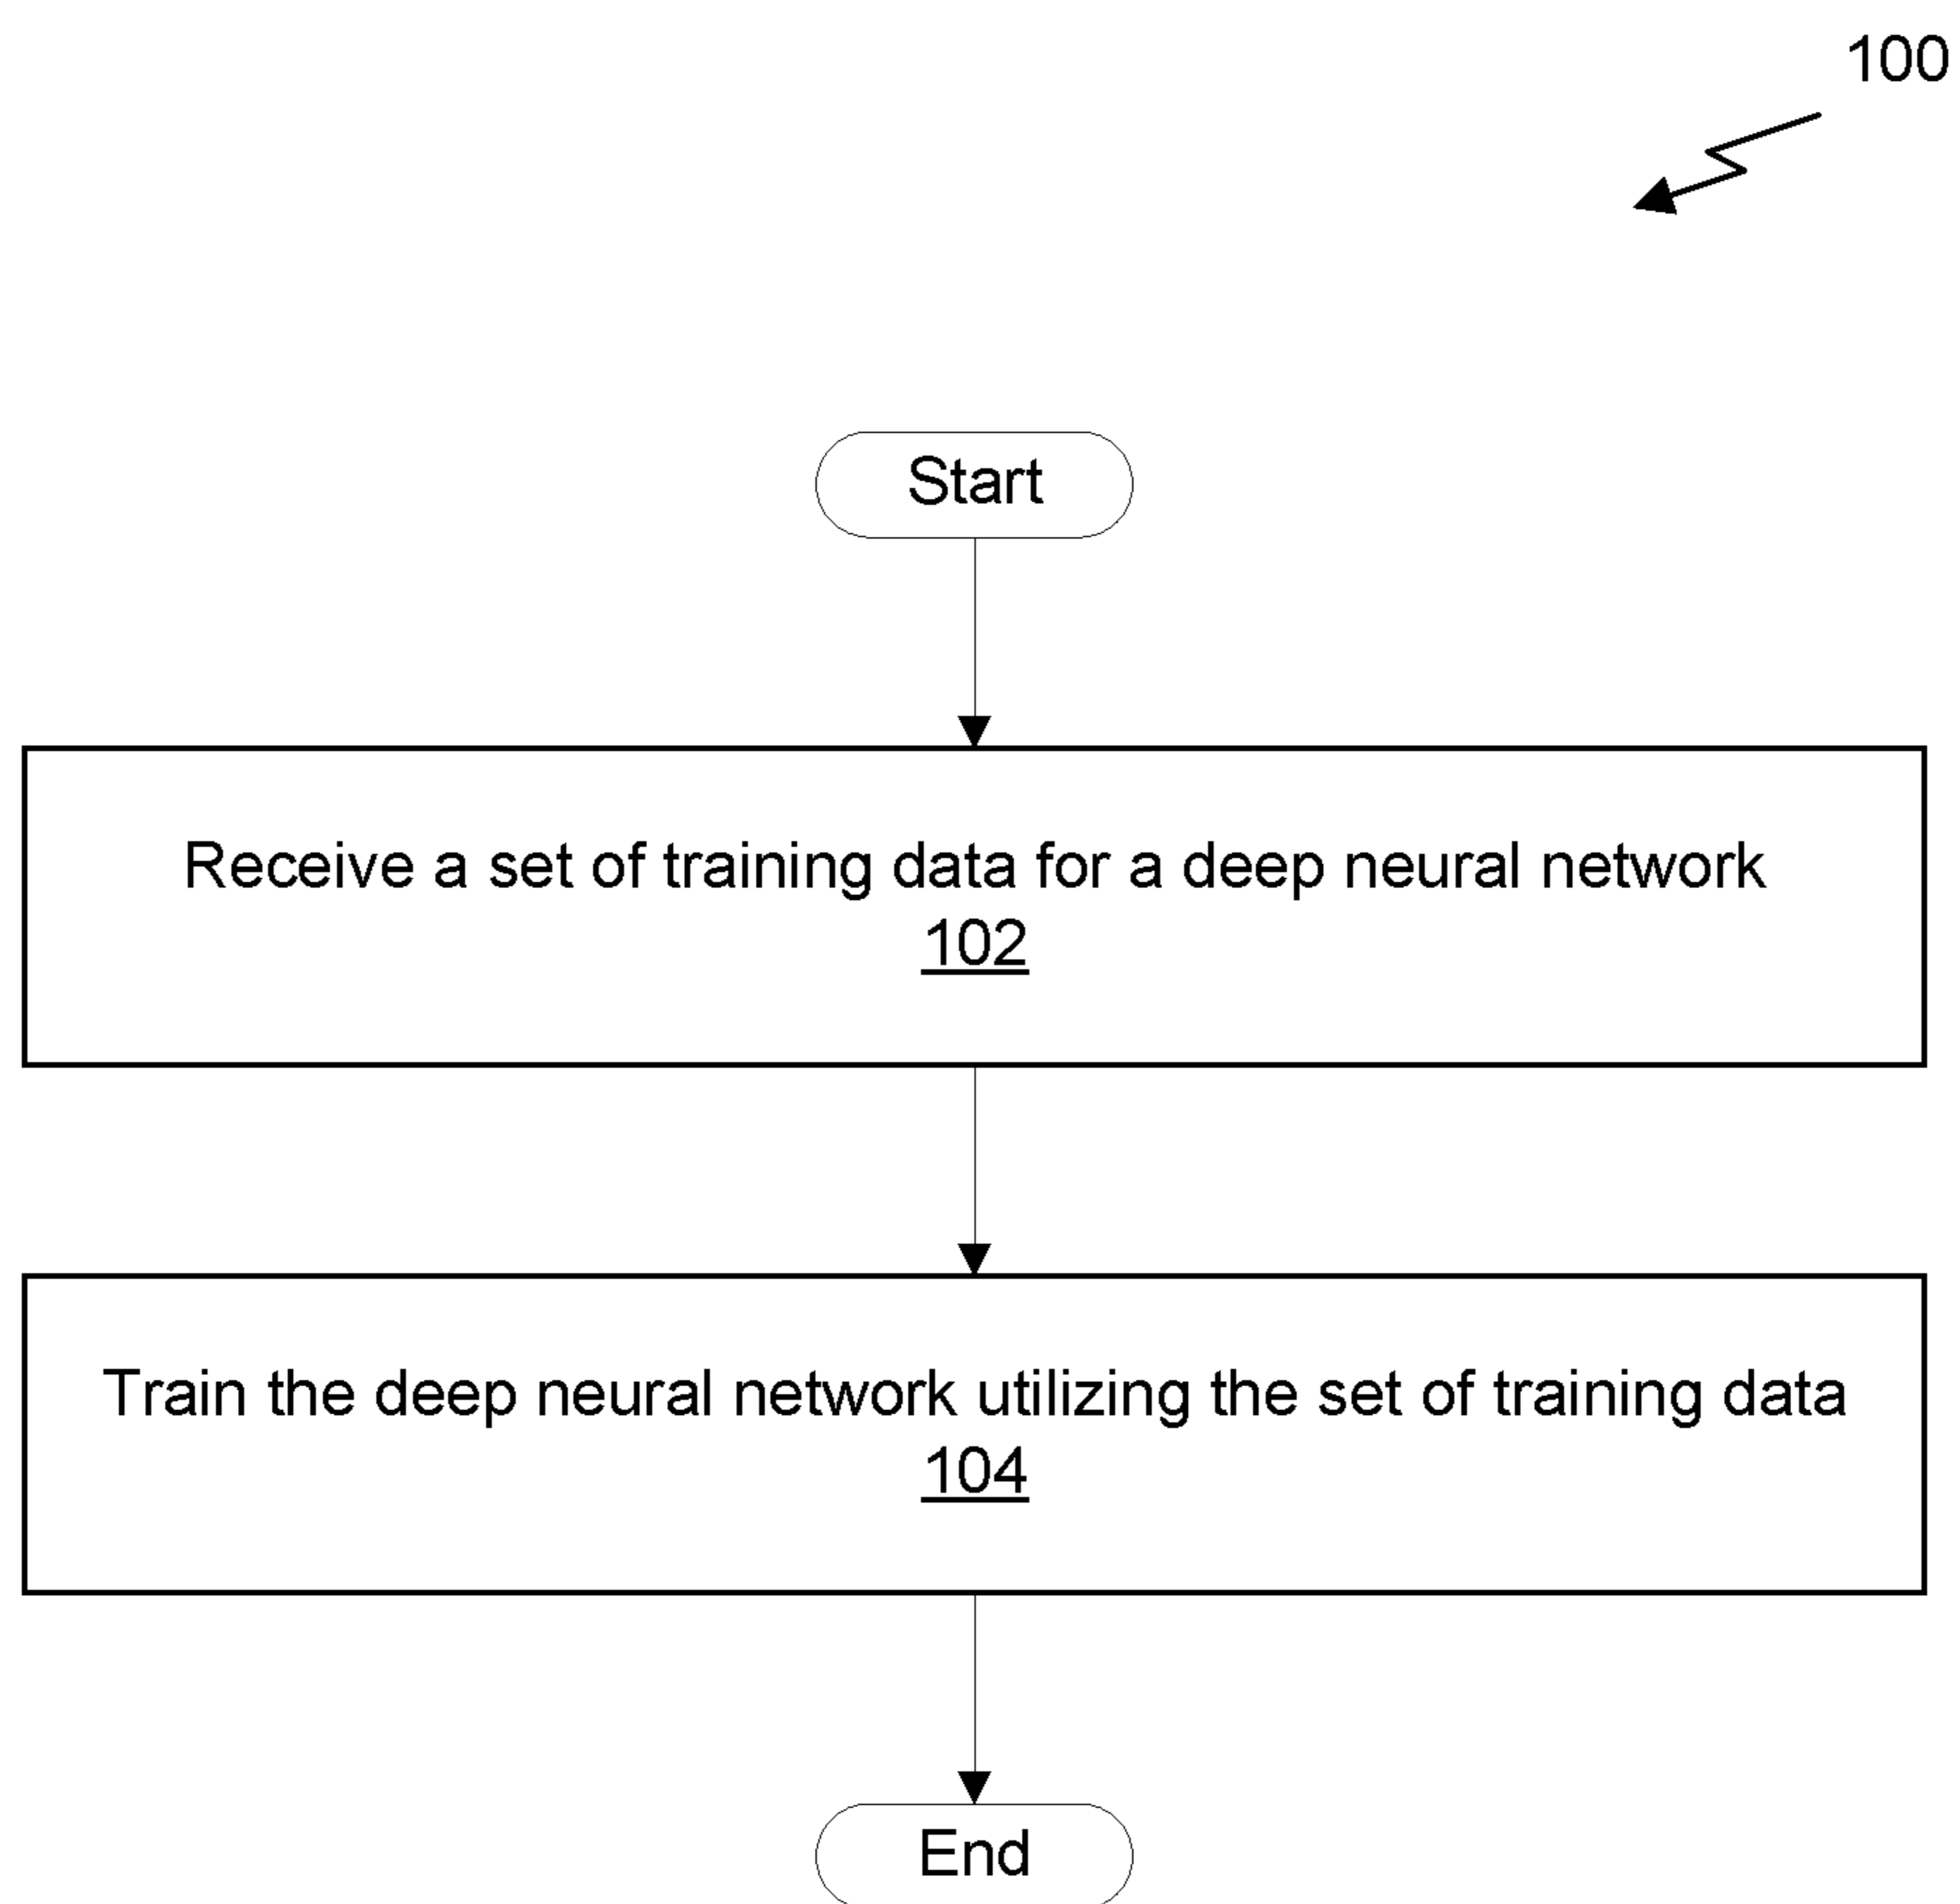 100
Start
Receive a set of training data for a deep neural network
102
Train the deep neural network utilizing the set of training data
104
End